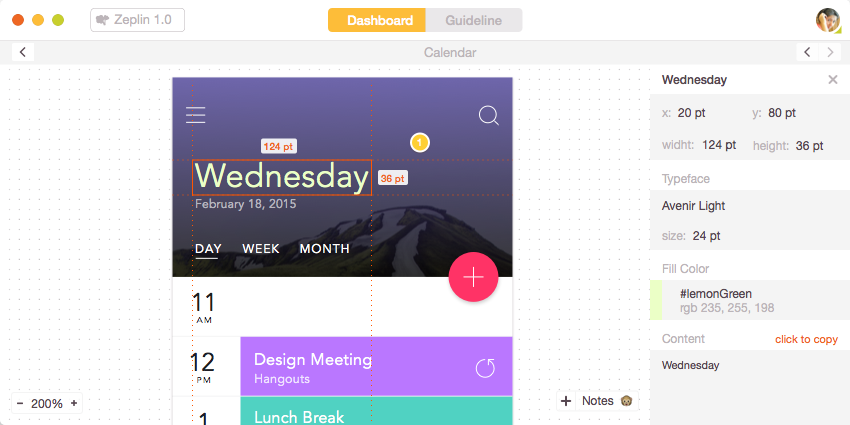 Zeplin 1.0
Dashboard
Guideline
Calendar
124 pt
1
Wednesday
36 pt
February 18, 2015
DAY WEEK MONTH
11
AM
12
PM
Design Meeting
Hangouts
1
Lunch Break
− 200% +
+ Notes
Wednesday
x: 20 pt y: 80 pt
widht: 124 pt height: 36 pt
Typeface
Avenir Light
size: 24 pt
Fill Color
#lemonGreen
rgb 235, 255, 198
Content click to copy
Wednesday